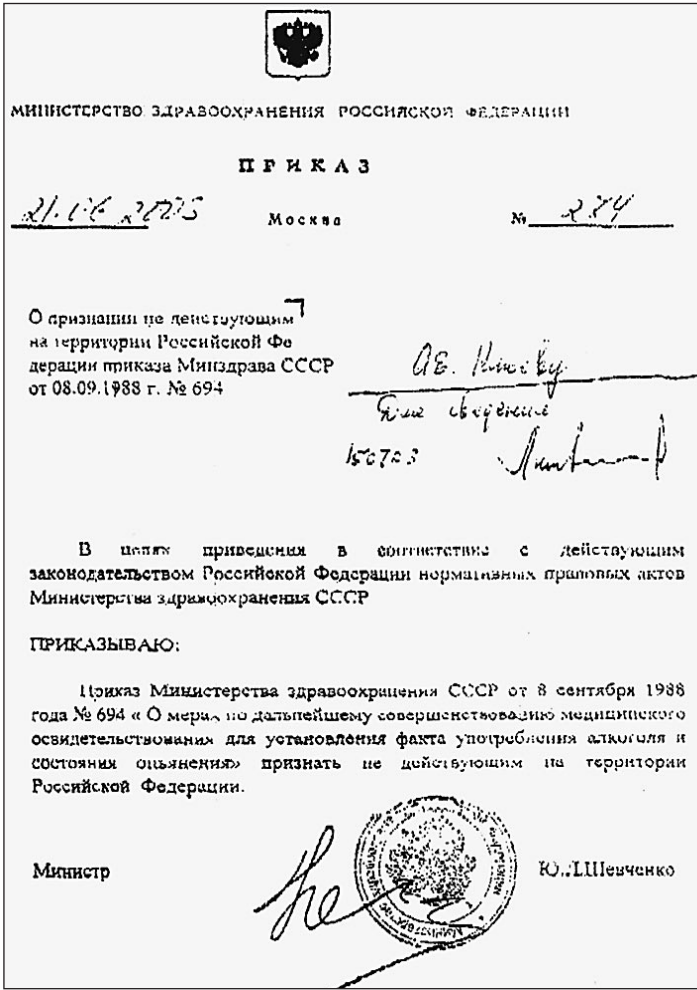 МИНИСТЕРСТВО ЗДРАВООХРАНЕНИЯ РОССИЙСКОЙ ФЕДЕРАЦИИ
ПРИКАЗ
Москва
№
О признании не действующим
на территории Российской Фе
дерации приказа Минздрава СССР
от 08.09.1988 г. № 694
Для сведения
В целях приведения в соответствие с действующим
законодательством Российской Федерации нормативных правовых актов
Министерства здравоохранения СССР
ПРИКАЗЫВАЮ:
Приказ Министерства здравоохранения СССР от 8 сентября 1988
года № 694 « О мерах по дальнейшему совершенствованию медицинского
освидетельствования для установления факта употребления алкоголя и
состояния опьянения» признать не действующим на территории
Российской Федерации.
Министр Ю.Л.Шевченко